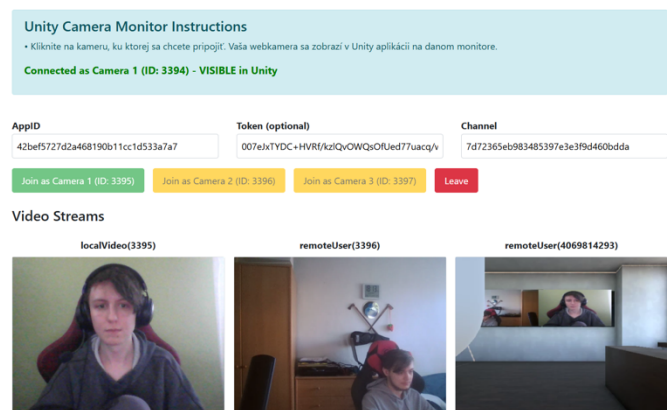 Unity Camera Monitor Instructions
• Kliknite na kameru, ku ktorej sa chcete pripojiť. Vaša webkamera sa zobrazí v Unity aplikácii na danom monitore.
Connected as Camera 1 (ID: 3394) - VISIBLE in Unity
AppID Token (optional) Channel
42bef5727d2a468190b11cc1d533a7a7 007eJxTYDC+HVRf/kzIQvOWQsOfUed77uacq/v 7d72365eb983485397e3e3f9d460bdda
Join as Camera 1 (ID: 3395) Join as Camera 2 (ID: 3396) Join as Camera 3 (ID: 3397) Leave
Video Streams
localVideo(3395) remoteUser(3396) remoteUser(4069814293)